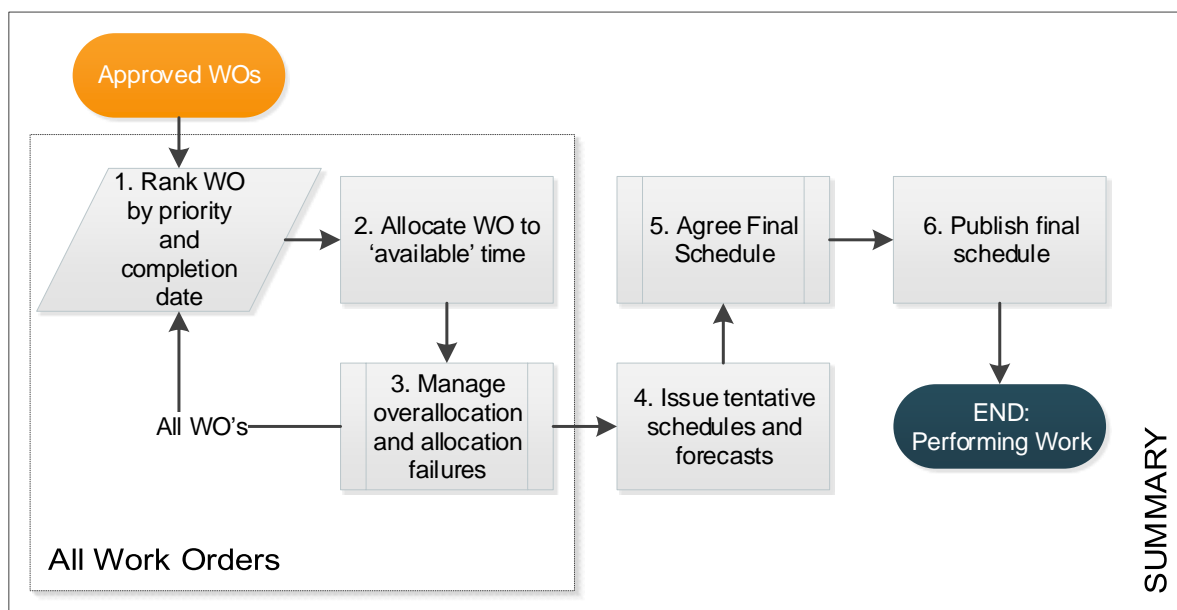 Approved WOs
1. Rank WO
by priority
and
completion
date
2. Allocate WO to
‘available’ time
3. Manage
overallocation
and allocation
failures
All WO’s
All Work Orders
4. Issue tentative
schedules and
forecasts
5. Agree Final
Schedule
6. Publish final
schedule
END:
Performing Work
SUMMARY